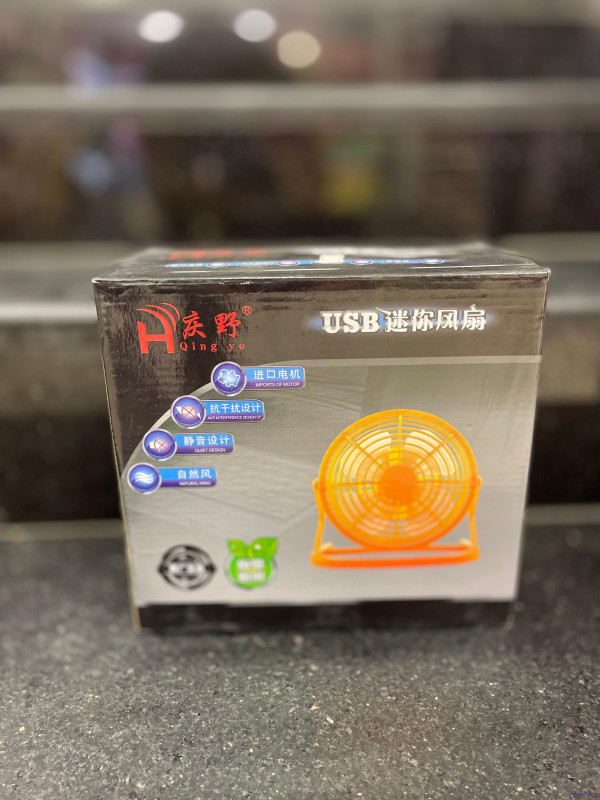 H 庆野®
Qing ye
USB迷你风扇
进口电机
IMPORTS OF MOTOR
抗干扰设计
静音设计
QUIET DESIGN
自然风
NATURAL WIND